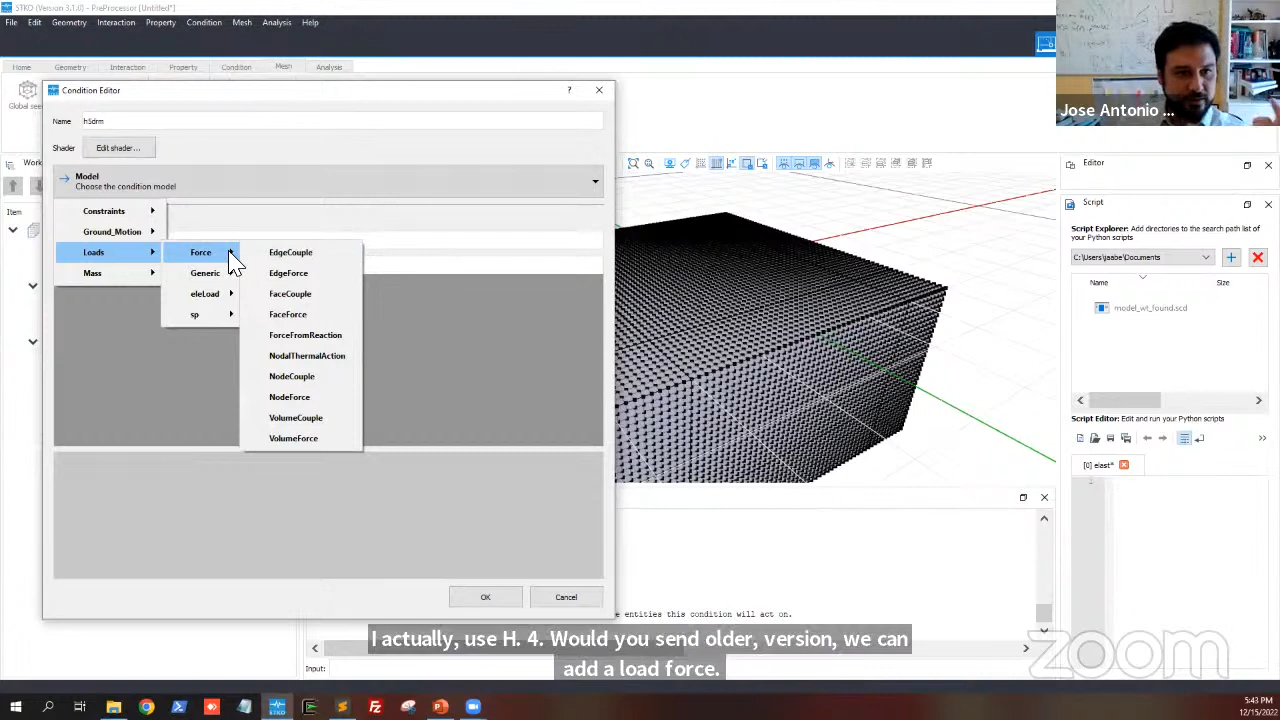 STKO (Version 3.1.0) - PreProcessor [Untitled*]
File Edit Geometry Interaction Property Condition Mesh Analysis Help
Home Geometry Interaction Property Condition Mesh Analysis
Global see
Work
Item
Condition Editor
?
Name h5drm
Shader Edit shader...
Model
Choose the condition model
Constraints
Ground_Motion
Loads
Mass
Force
Generic
eleLoad
sp
EdgeCouple
EdgeForce
FaceCouple
FaceForce
ForceFromReaction
NodalThermalAction
NodeCouple
NodeForce
VolumeCouple
VolumeForce
OK Cancel
e entities this condition will act on.
Input:
Jose Antonio ...
Editor
Script
Script Explorer: Add directories to the search path list of
your Python scripts
C:\Users\jaabe\Documents
Name Size
model_wt_found.scd
Script Editor: Edit and run your Python scripts
[0] elast*
1
I actually, use H. 4. Would you send older, version, we can
add a load force.
zoom
5:43 PM
12/15/2022